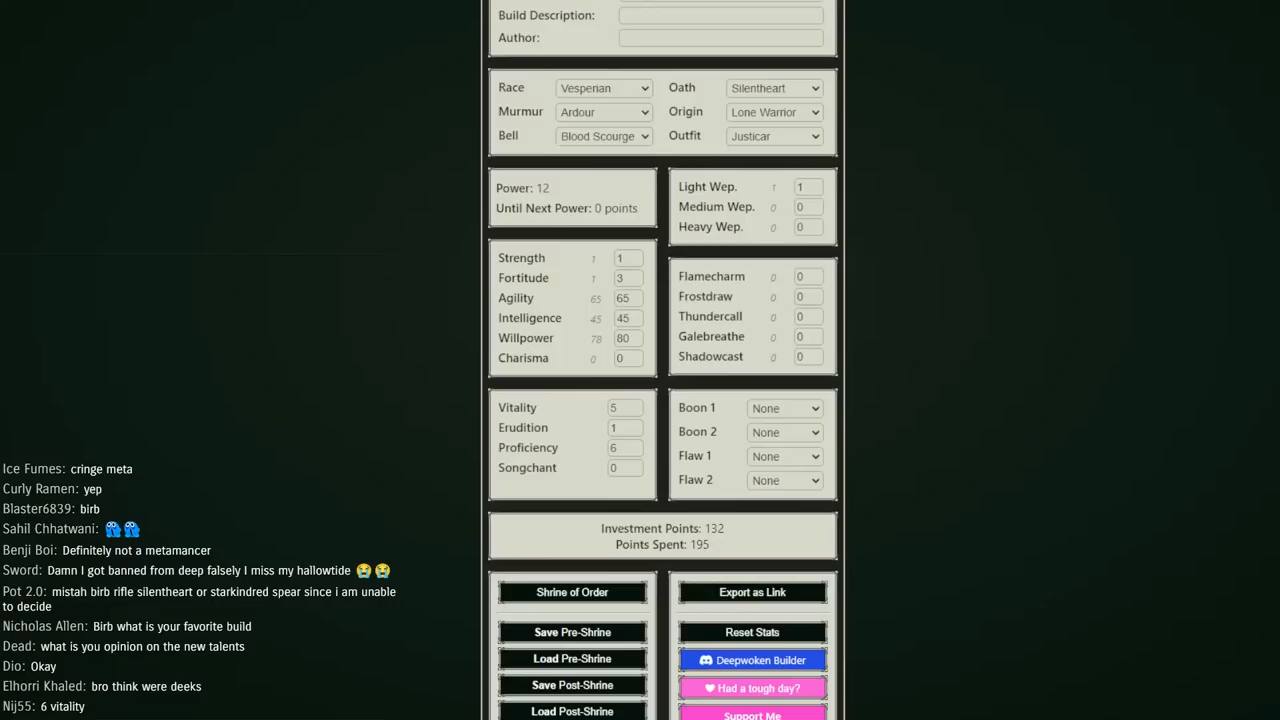 Build Description:
Author:
Race Vesperian Oath Silentheart
Murmur Ardour Origin Lone Warrior
Bell Blood Scourge Outfit Justicar
Power: 12
Until Next Power: 0 points
Light Wep. 1 1
Medium Wep. 0 0
Heavy Wep. 0 0
Strength 1 1
Fortitude 1 3
Agility 65 65
Intelligence 45 45
Willpower 78 80
Charisma 0 0
Flamecharm 0 0
Frostdraw 0 0
Thundercall 0 0
Galebreathe 0 0
Shadowcast 0 0
Vitality 5
Erudition 1
Proficiency 6
Songchant 0
Boon 1 None
Boon 2 None
Flaw 1 None
Flaw 2 None
Investment Points: 132
Points Spent: 195
Shrine of Order
Save Pre-Shrine
Load Pre-Shrine
Save Post-Shrine
Load Post-Shrine
Export as Link
Reset Stats
Deepwoken Builder
Had a tough day?
Support Me
Ice Fumes: cringe meta
Curly Ramen: yep
Blaster6839: birb
Sahil Chhatwani:
Benji Boi: Definitely not a metamancer
Sword: Damn I got banned from deep falsely I miss my hallowtide 😭😭
Pot 2.0: mistah birb rifle silentheart or starkindred spear since i am unable
to decide
Nicholas Allen: Birb what is your favorite build
Dead: what is you opinion on the new talents
Dio: Okay
Elhorri Khaled: bro think were deeks
Nij55: 6 vitality